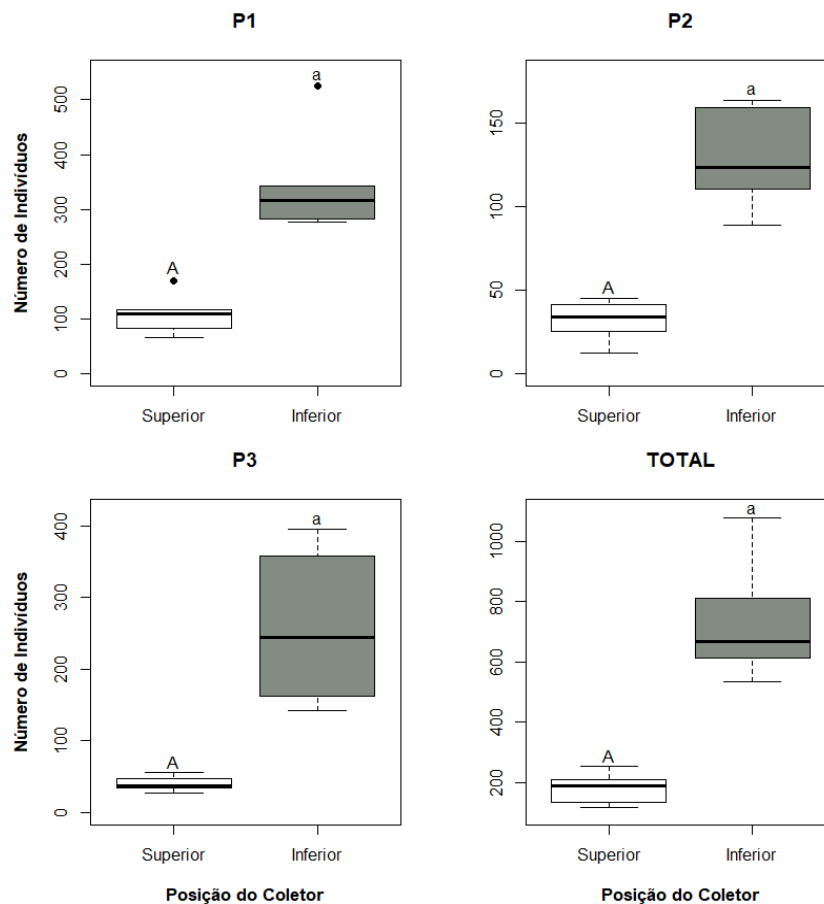 P1
Número de Indivíduos
0
100
200
300
400
500
A
a
Superior
Inferior
P2
0
50
100
150
A
a
Superior
Inferior
P3
Número de Indivíduos
0
100
200
300
400
A
a
Superior
Inferior
Posição do Coletor
TOTAL
200
400
600
800
1000
A
a
Superior
Inferior
Posição do Coletor